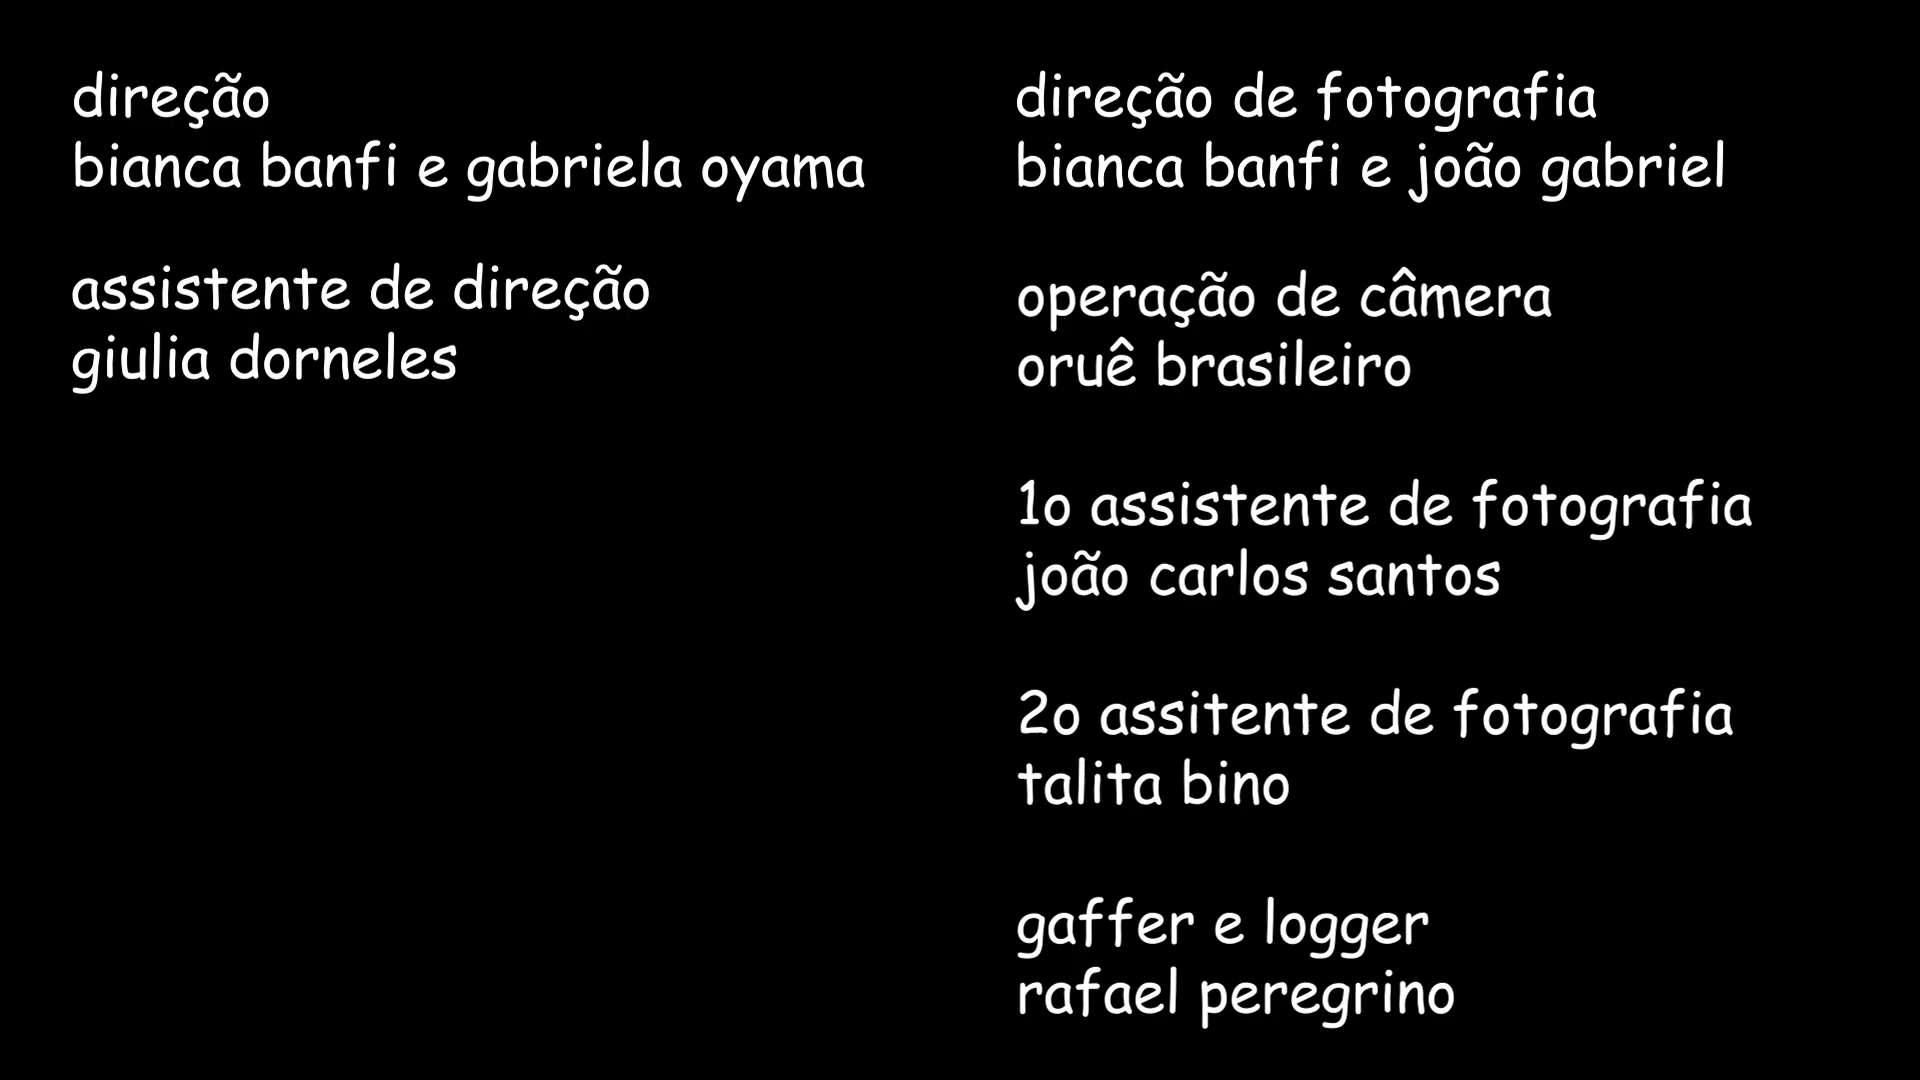 direção
bianca banfi e gabriela oyama
assistente de direção
giulia dorneles
direção de fotografia
bianca banfi e joão gabriel
operação de câmera
oruê brasileiro
1o assistente de fotografia
joão carlos santos
2o assitente de fotografia
talita bino
gaffer e logger
rafael peregrino